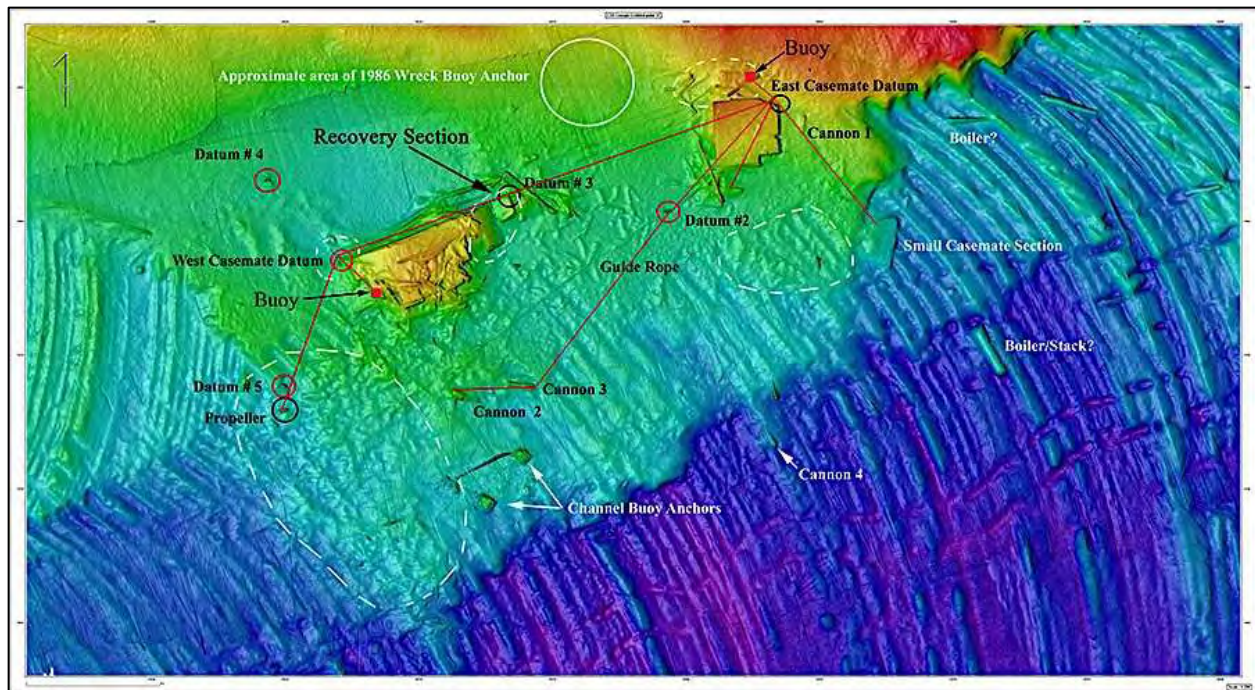 Buoy
Approximate area of 1986 Wreck Buoy Anchor
East Casemate Datum
Recovery Section
Cannon 1
Boiler?
Datum # 4
Datum # 3
Datum #2
West Casemate Datum
Small Casemate Section
Guide Rope
Buoy
Boiler/Stack?
Datum # 5
Cannon 3
Propeller
Cannon 2
Cannon 4
Channel Buoy Anchors